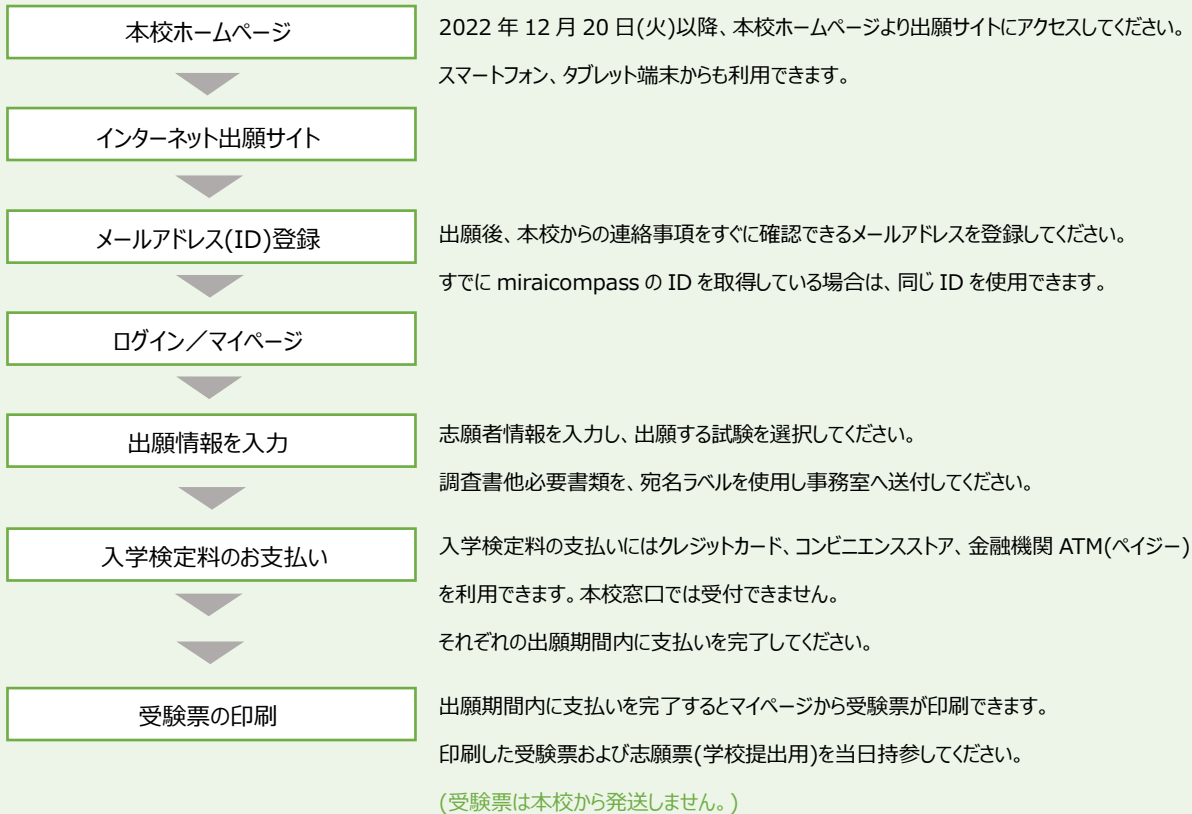 本校ホームページ
2022 年 12 月 20 日(火)以降、本校ホームページより出願サイトにアクセスしてください。
スマートフォン、タブレット端末からも利用できます。
インターネット出願サイト
メールアドレス(ID)登録
出願後、本校からの連絡事項をすぐに確認できるメールアドレスを登録してください。
すでに miraicompass の ID を取得している場合は、同じ ID を使用できます。
ログイン／マイページ
出願情報を入力
志願者情報を入力し、出願する試験を選択してください。
調査書他必要書類を、宛名ラベルを使用し事務室へ送付してください。
入学検定料のお支払い
入学検定料の支払いにはクレジットカード、コンビニエンスストア、金融機関 ATM(ペイジー)
を利用できます。本校窓口では受付できません。
それぞれの出願期間内に支払いを完了してください。
受験票の印刷
出願期間内に支払いを完了するとマイページから受験票が印刷できます。
印刷した受験票および志願票(学校提出用)を当日持参してください。
(受験票は本校から発送しません。)